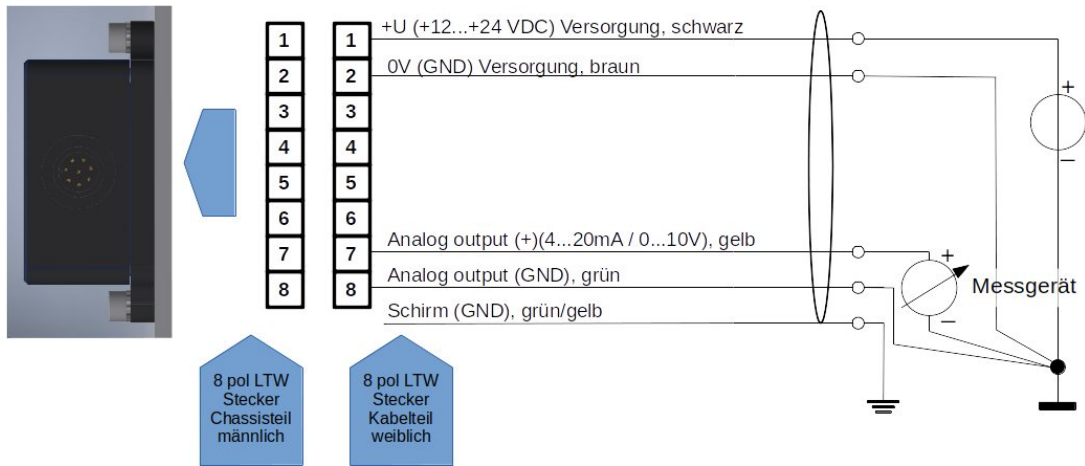 1
2
3
4
5
6
7
8
1
2
3
4
5
6
7
8
+U (+12...+24 VDC) Versorgung, schwarz
0V (GND) Versorgung, braun
Analog output (+)(4...20mA / 0...10V), gelb
Analog output (GND), grün
Schirm (GND), grün/gelb
+
−
+
−
Messgerät
8 pol LTW
Stecker
Chassisteil
männlich
8 pol LTW
Stecker
Kabelteil
weiblich